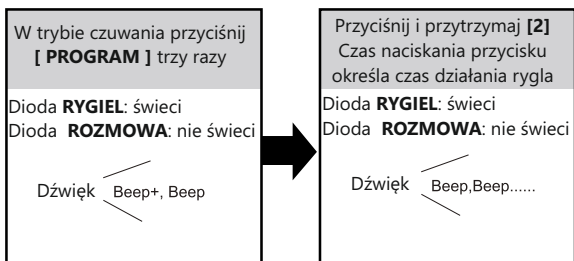 W trybie czuwania przyciśnij
[ PROGRAM ] trzy razy
Dioda RYGIEL: świeci
Dioda ROZMOWA: nie świeci
Dźwięk Beep+, Beep
Przyciśnij i przytrzymaj [2]
Czas naciskania przycisku
określa czas działania rygla
Dioda RYGIEL: świeci
Dioda ROZMOWA: nie świeci
Dźwięk Beep,Beep......